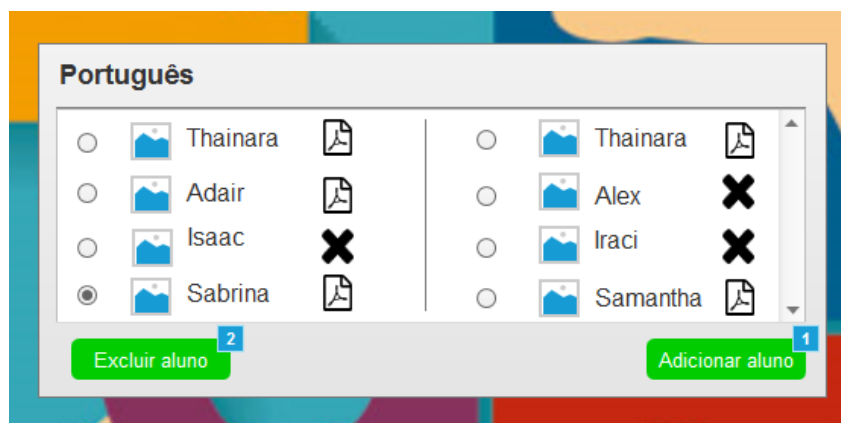 Português
Thainara
Thainara
Adair
Alex
Isaac
Iraci
Sabrina
Samantha
2
1
Excluir aluno
Adicionar aluno